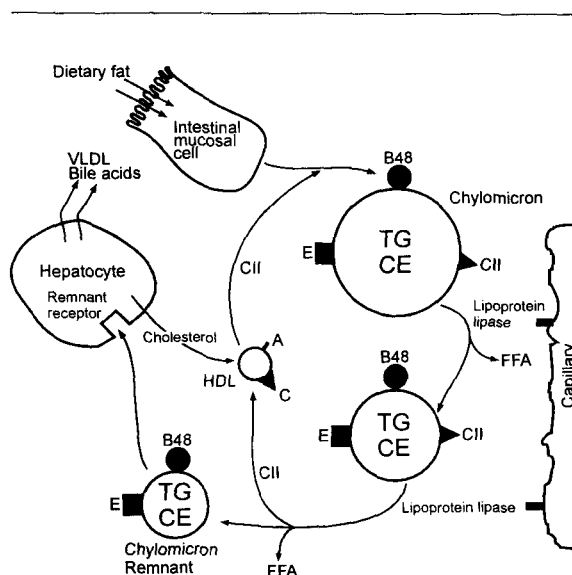 Dietary fat
Intestinal
mucosal
cell
B48
Chylomicron
VLDL
Bile acids
TG
CE
E
CII
CII
Hepatocyte
Remnant
receptor
Cholesterol
A
HDL
C
Lipoprotein
lipase
FFA
Capillary
B48
TG
CE
E
CII
CII
B48
TG
CE
E
Chylomicron
Remnant
Lipoprotein lipase
FFA